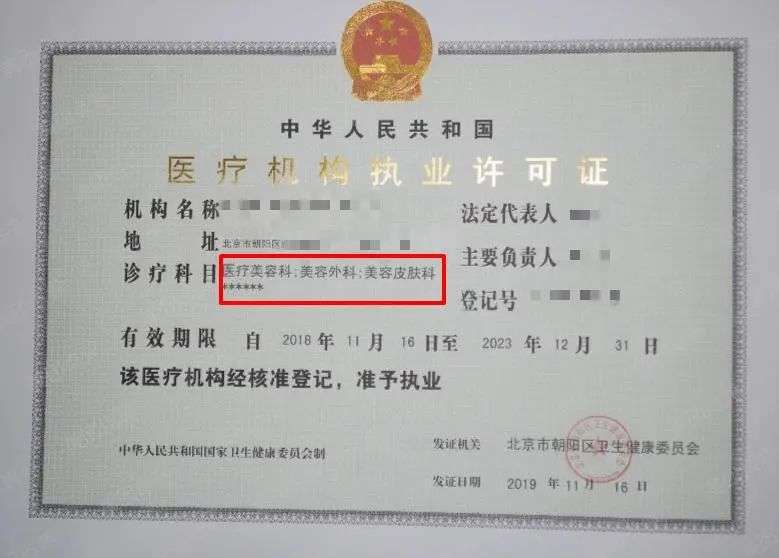 中华人民共和国
医疗机构执业许可证
机构名称
法定代表人
地 址 北京市朝阳区
主要负责人
诊疗科目 医疗美容科;美容外科;美容皮肤科
******
登记号
有效期限 自 2018 年 11 月 16 日至 2023 年 12 月 31 日
该医疗机构经核准登记，准予执业
中华人民共和国国家卫生健康委员会制
发证机关 北京市朝阳区卫生健康委员会
发证日期 2019 年 11 月 16 日